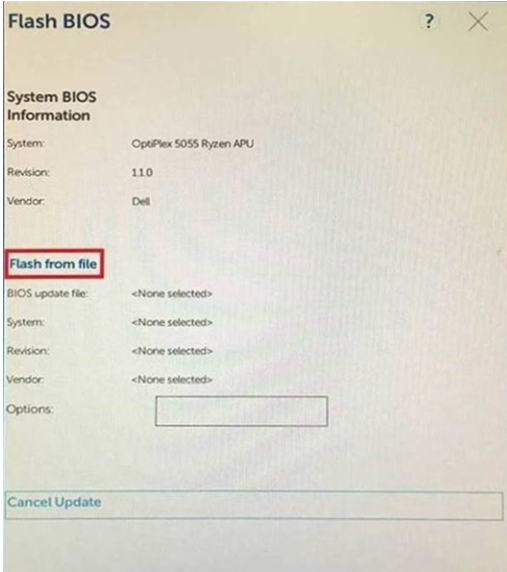 Flash BIOS ?
System BIOS
Information
System: OptiPlex 5055 Ryzen APU
Revision: 1.1.0
Vendor: Dell
Flash from file
BIOS update file: <None selected>
System: <None selected>
Revision: <None selected>
Vendor: <None selected>
Options:
Cancel Update